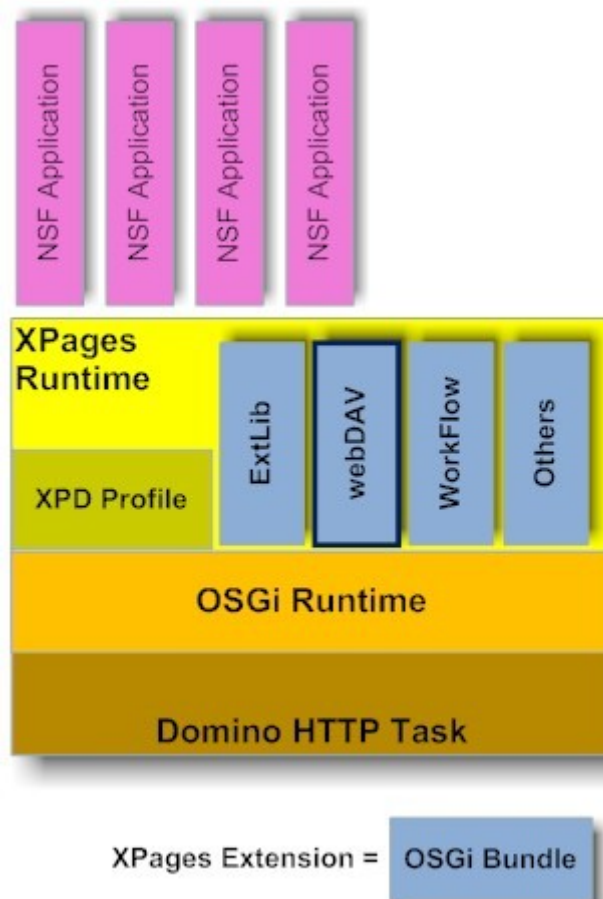 NSF Application
NSF Application
NSF Application
NSF Application
XPages
Runtime
ExtLib
webDAV
WorkFlow
Others
XPD Profile
OSGi Runtime
Domino HTTP Task
XPages Extension =
OSGi Bundle